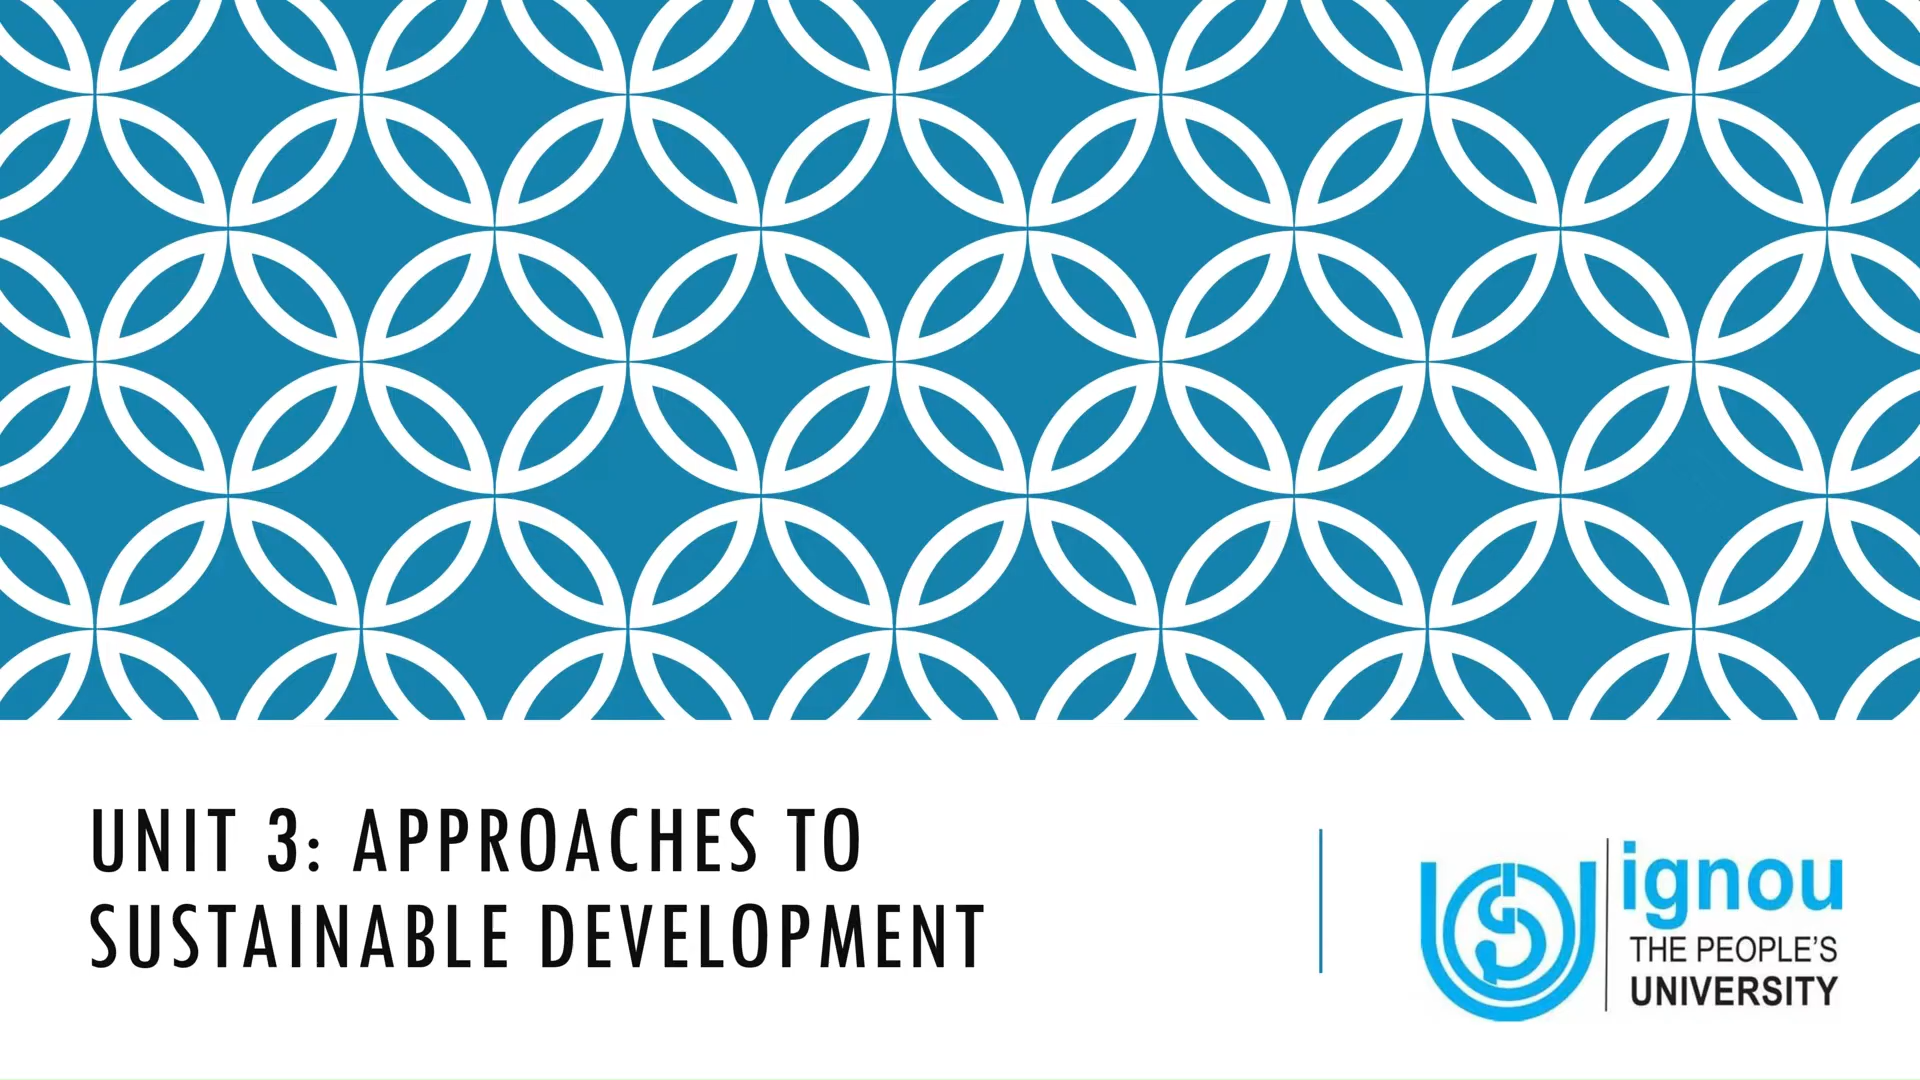 UNIT 3: APPROACHES TO
SUSTAINABLE DEVELOPMENT
ignou
THE PEOPLE'S
UNIVERSITY